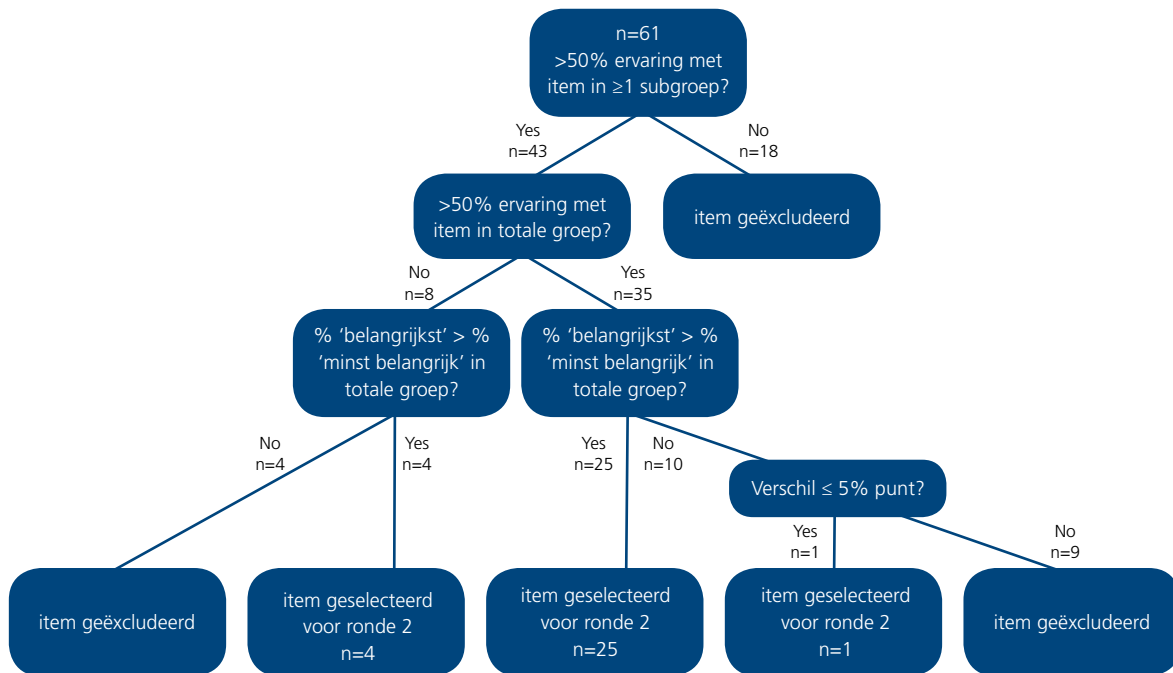 n=61
>50% ervaring met
item in ≥1 subgroep?
Yes
n=43
No
n=18
>50% ervaring met
item in totale groep?
item geëxcludeerd
No
n=8
Yes
n=35
% ‘belangrijkst’ > %
‘minst belangrijk’ in
totale groep?
% ‘belangrijkst’ > %
‘minst belangrijk’ in
totale groep?
No
n=4
Yes
n=4
Yes
n=25
No
n=10
Verschil ≤ 5% punt?
Yes
n=1
No
n=9
item geëxcludeerd
item geselecteerd
voor ronde 2
n=4
item geselecteerd
voor ronde 2
n=25
item geselecteerd
voor ronde 2
n=1
item geëxcludeerd